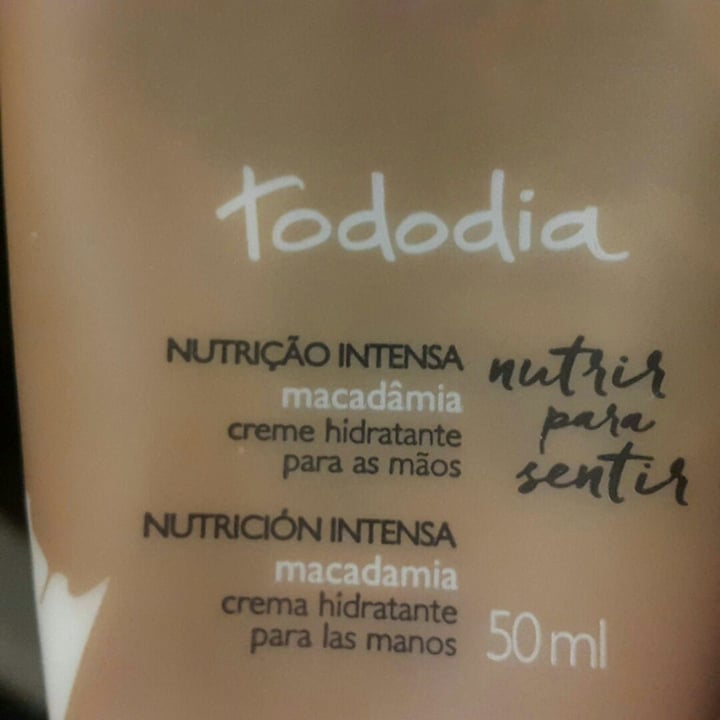 tododia
NUTRIÇÃO INTENSA
macadâmia
creme hidratante
para as mãos
nutrir
para
sentir
NUTRICIÓN INTENSA
macadamia
crema hidratante
para las manos
50 ml